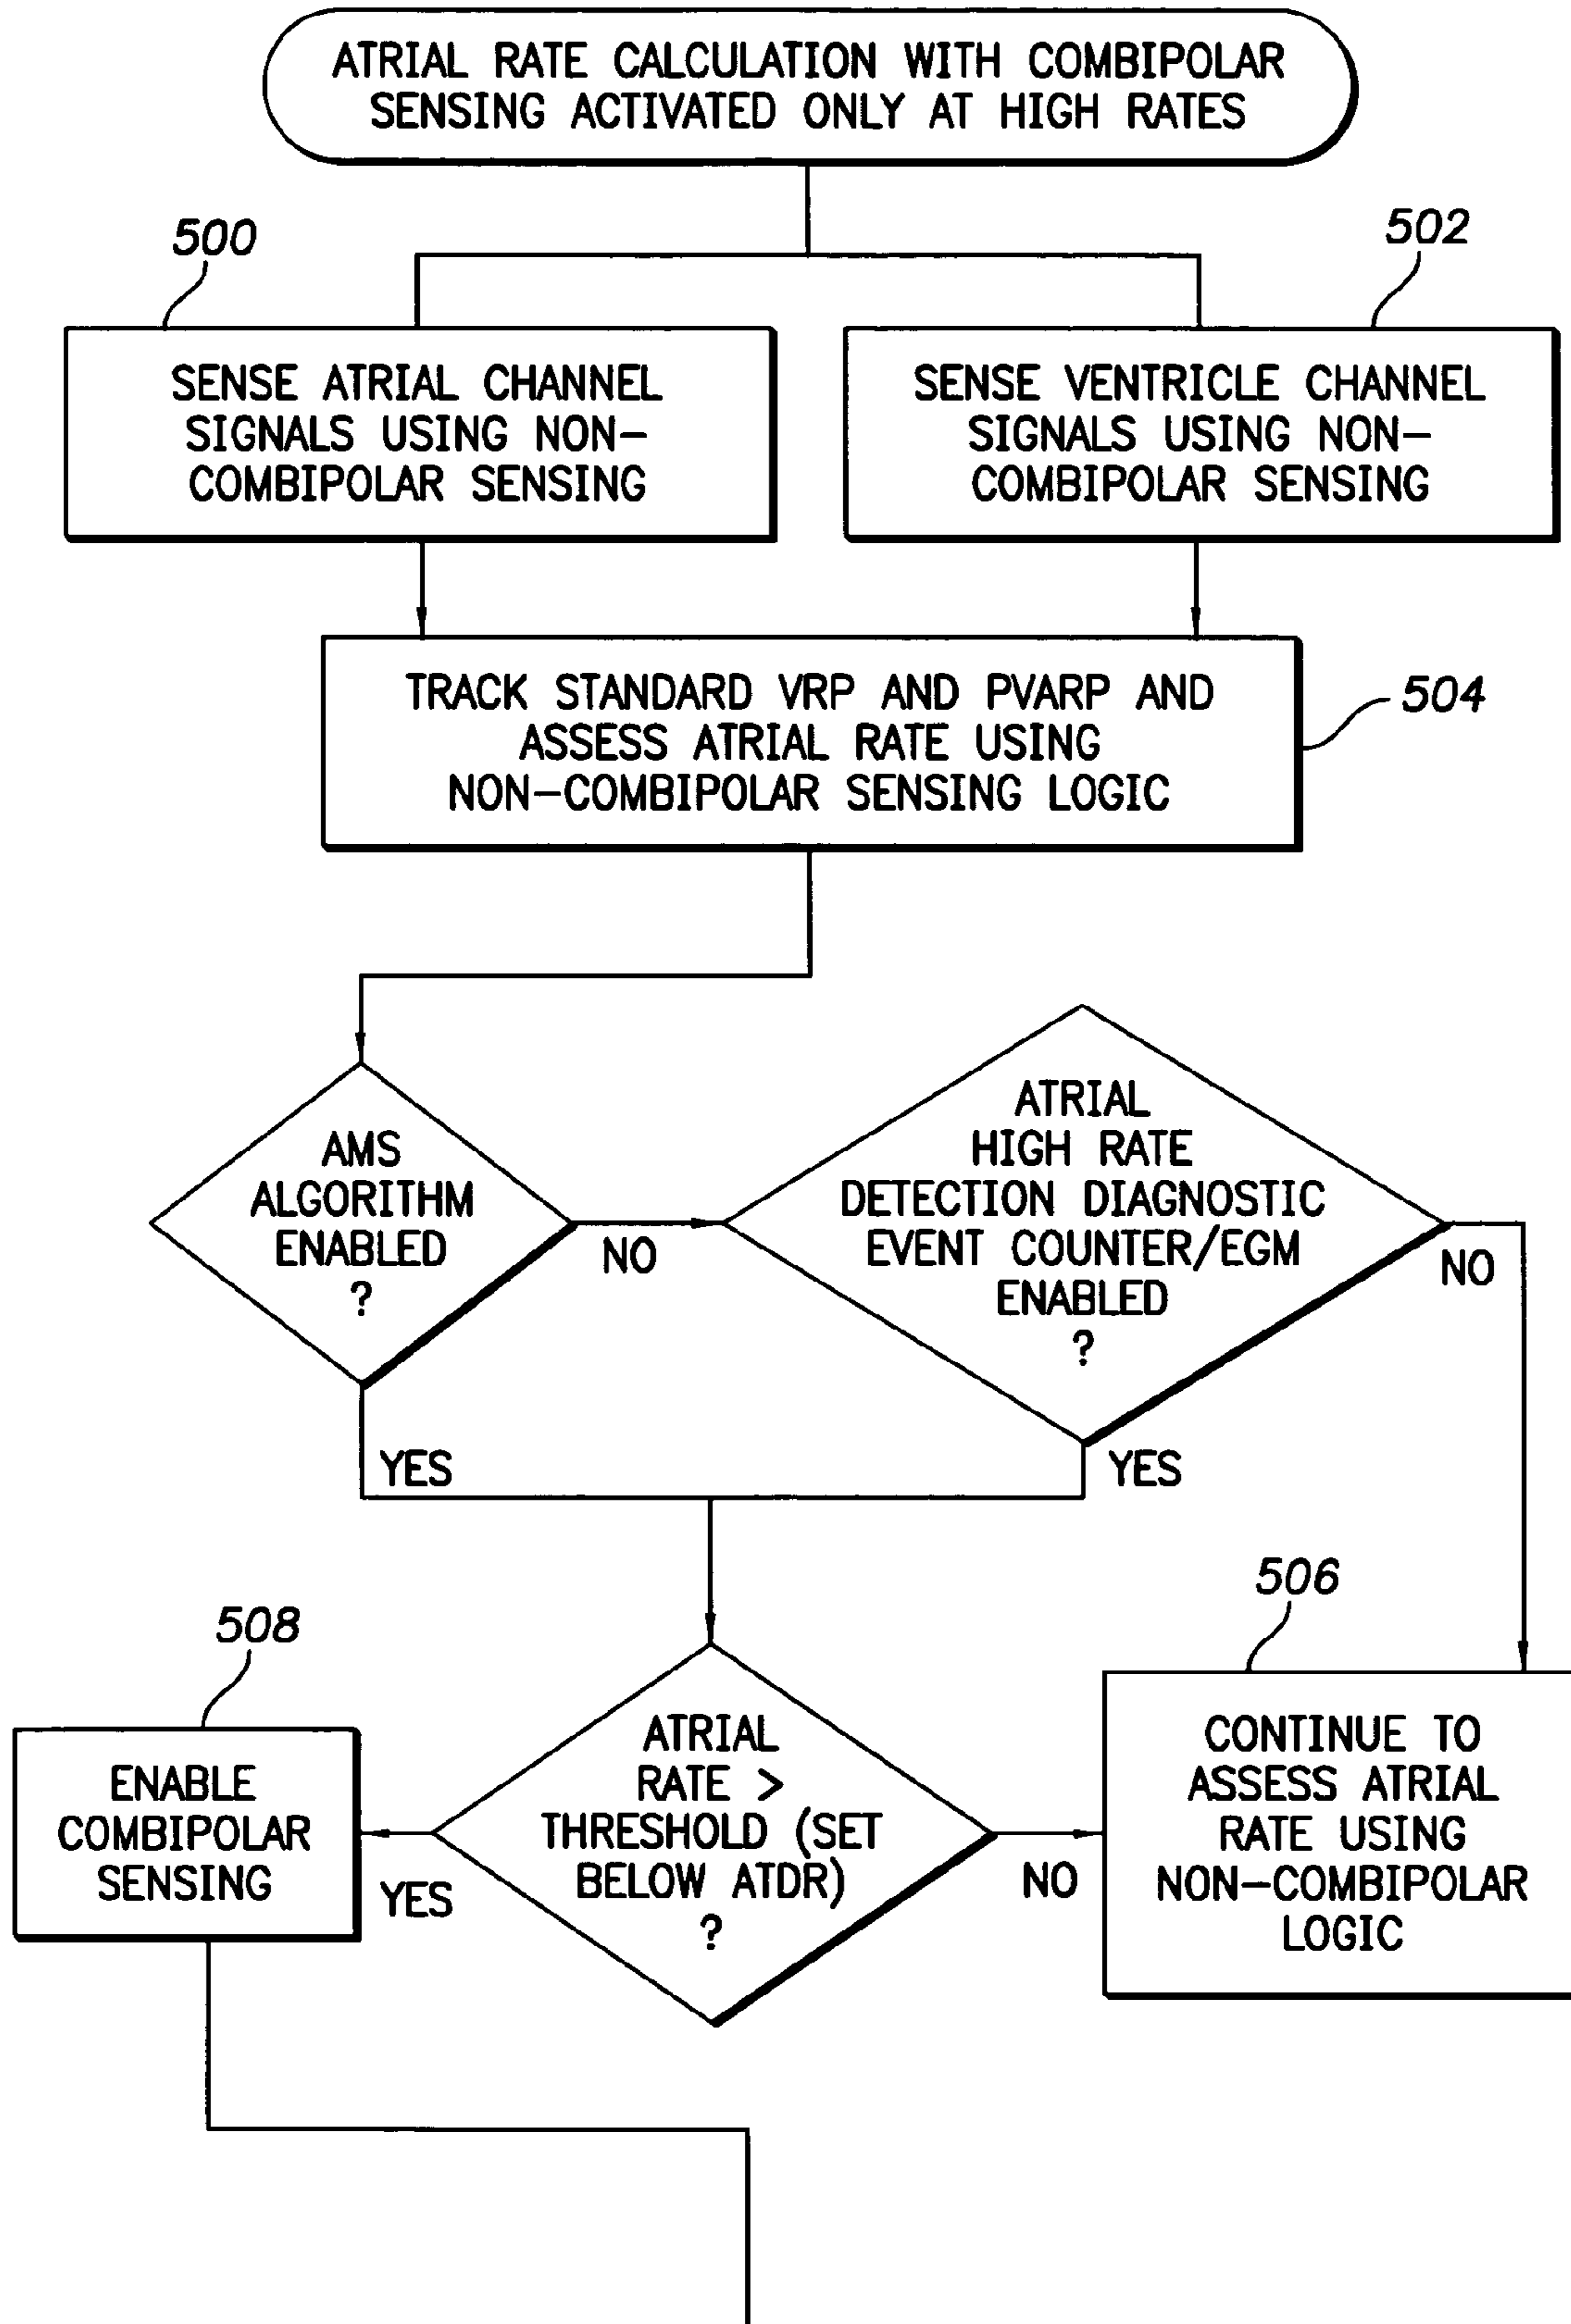 ATRIAL RATE CALCULATION WITH COMBIPOLAR
SENSING ACTIVATED ONLY AT HIGH RATES
500
502
SENSE ATRIAL CHANNEL
SIGNALS USING NON-
COMBIPOLAR SENSING
SENSE VENTRICLE CHANNEL
SIGNALS USING NON-
COMBIPOLAR SENSING
TRACK STANDARD VRP AND PVARP AND
ASSESS ATRIAL RATE USING
NON-COMBIPOLAR SENSING LOGIC
504
AMS
ALGORITHM
ENABLED
?
NO
ATRIAL
HIGH RATE
DETECTION DIAGNOSTIC
EVENT COUNTER/EGM
ENABLED
?
NO
YES
YES
508
506
ENABLE
COMBIPOLAR
SENSING
YES
ATRIAL
RATE >
THRESHOLD (SET
BELOW ATDR)
?
NO
CONTINUE TO
ASSESS ATRIAL
RATE USING
NON-COMBIPOLAR
LOGIC